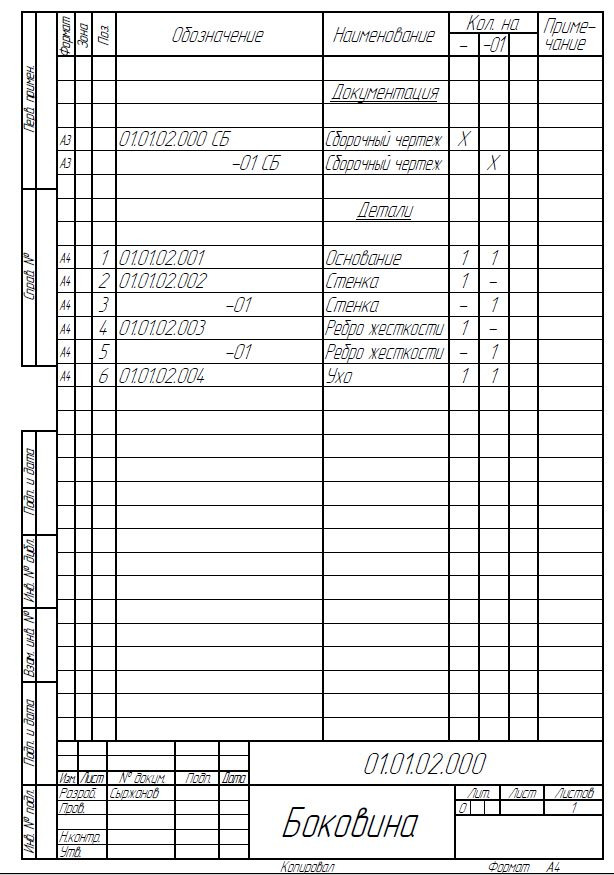 Перв. примен.
Справ. №
Подп. и дата
Инв. № дубл.
Взам. инв. №
Подп. и дата
Инв. № подл.
Формат Зона Поз. Обозначение Наименование Кол. на Приме-
- -01 чание
Документация
А3 01.01.02.000 СБ Сборочный чертеж Х
А3 -01 СБ Сборочный чертеж Х
Детали
А4 1 01.01.02.001 Основание 1 1
А4 2 01.01.02.002 Стенка 1 -
А4 3 -01 Стенка - 1
А4 4 01.01.02.003 Ребро жесткости 1 -
А4 5 -01 Ребро жесткости - 1
А4 6 01.01.02.004 Ухо 1 1
01.01.02.000
Изм. Лист № докум. Подп. Дата
Разраб. Сыржанов
Пров.
Н.контр.
Утв.
Боковина
Лит. Лист Листов
О 1
Копировал Формат А4